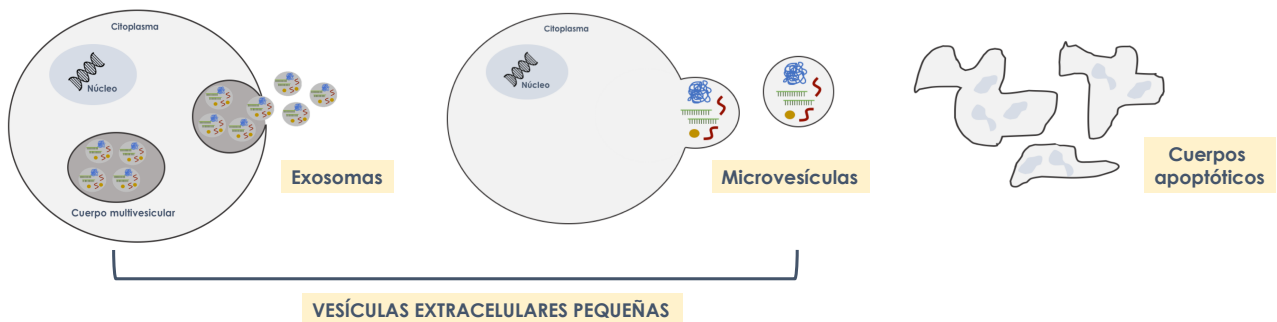 Citoplasma
Núcleo
Cuerpo multivesicular
Exosomas
Citoplasma
Núcleo
Microvesículas
Cuerpos
apoptóticos
VESÍCULAS EXTRACELULARES PEQUEÑAS